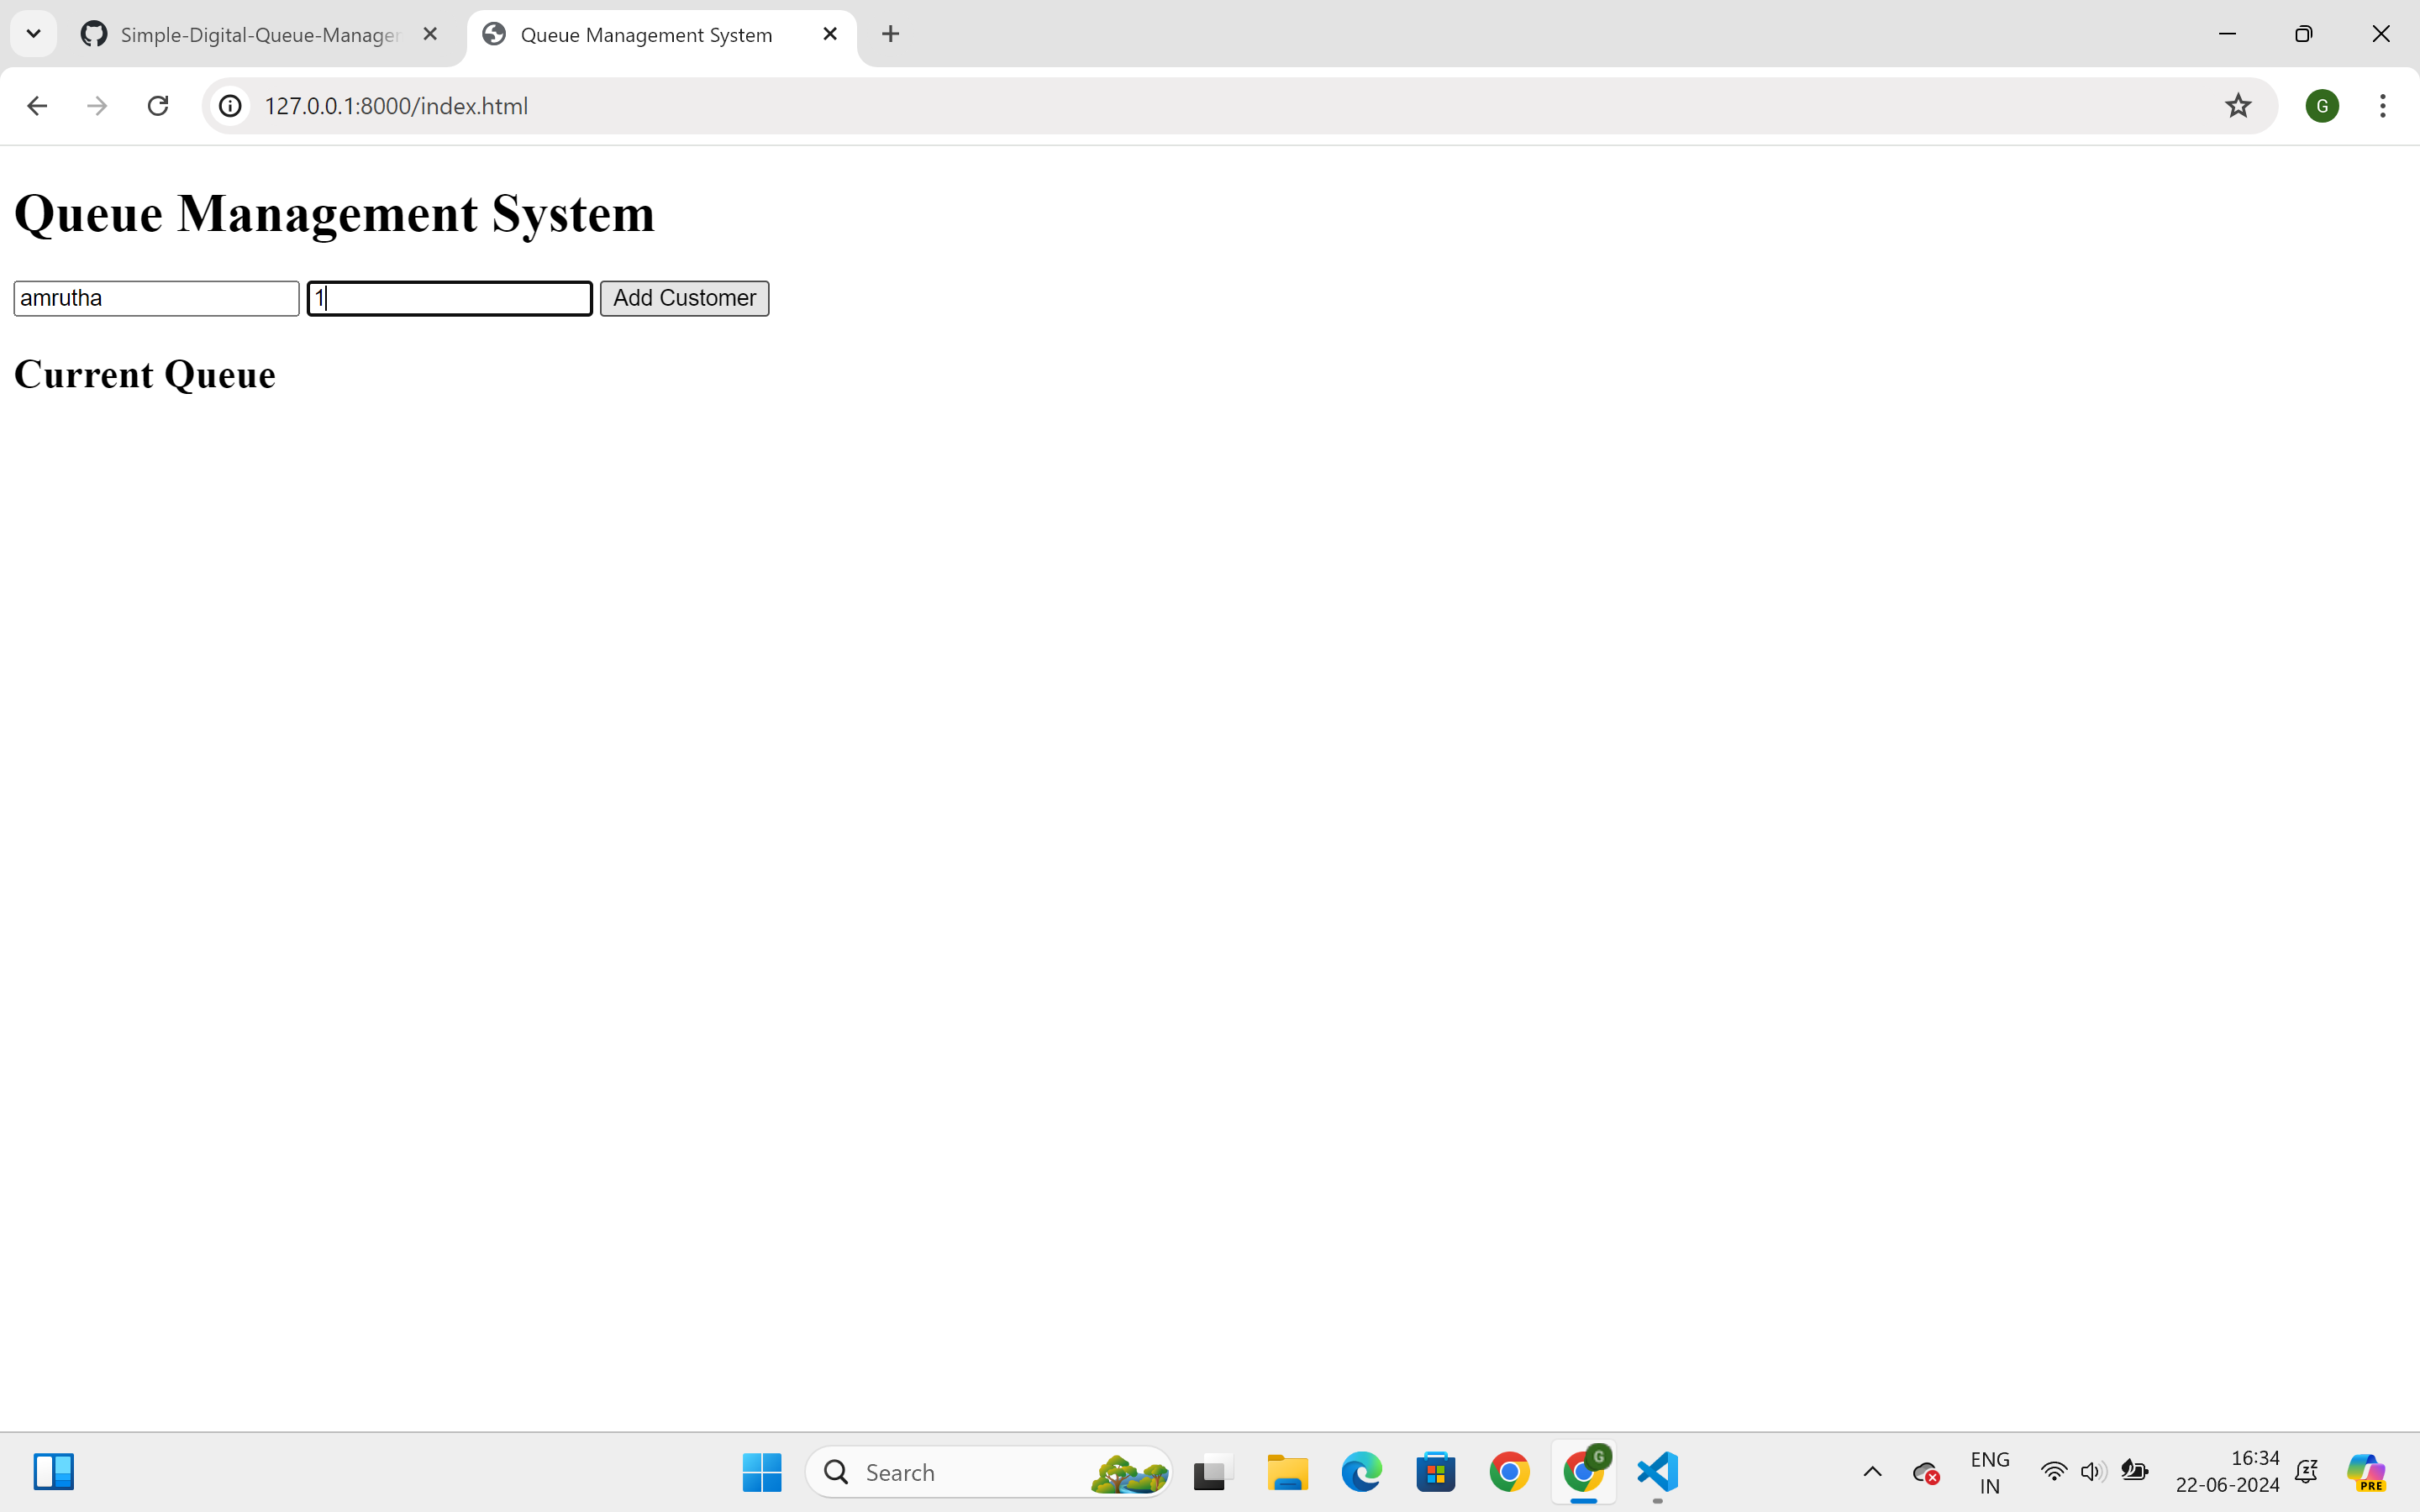 Simple-Digital-Queue-Manager
Queue Management System
127.0.0.1:8000/index.html
G
Queue Management System
amrutha
1
Add Customer
Current Queue
Search
G
ENG
IN
16:34
22-06-2024
PRE